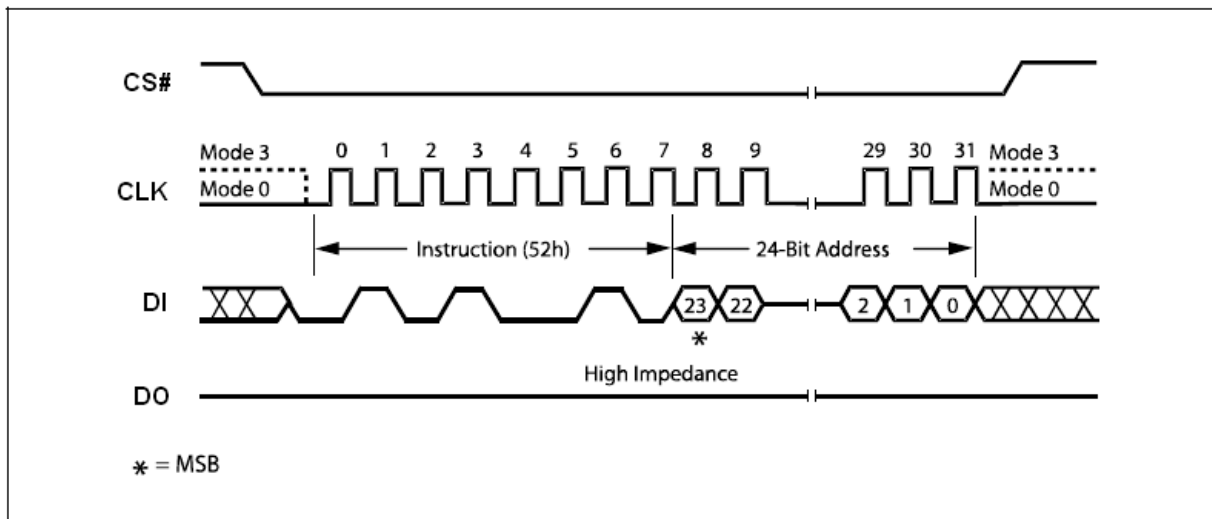 CS#
Mode 3 0 1 2 3 4 5 6 7 8 9 29 30 31 Mode 3
CLK Mode 0 Mode 0
Instruction (52h) 24-Bit Address
DI 23 22 2 1 0
*
High Impedance
DO
* = MSB